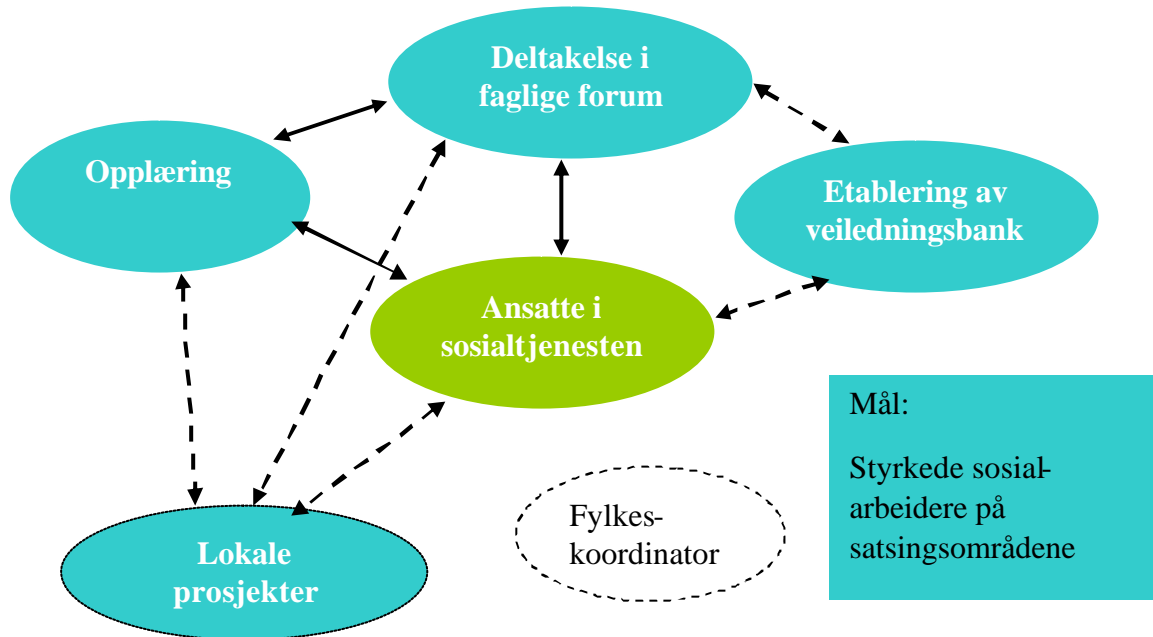 Deltakelse i
faglige forum
Opplæring
Etablering av
veiledningsbank
Ansatte i
sosialtjenesten
Mål:
Styrkede sosial-
arbeidere på
satsingsområdene
Fylkes-
koordinator
Lokale
prosjekter